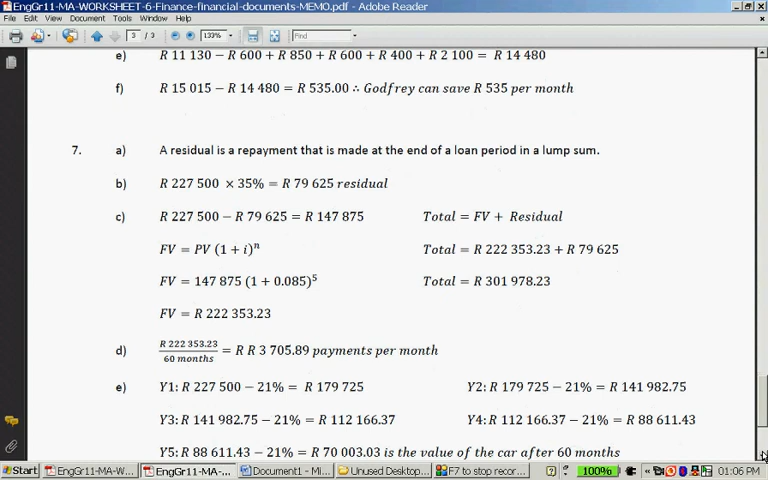 EngGr11-MA-WORKSHEET-6-Finance-financial-documents-MEMO.pdf - Adobe Reader
File Edit View Document Tools Window Help
3 / 3 133% Find
e) R 11 130 − R 600 + R 850 + R 600 + R 400 + R 2 100 = R 14 480
f) R 15 015 − R 14 480 = R 535.00 ∴ Godfrey can save R 535 per month
7. a) A residual is a repayment that is made at the end of a loan period in a lump sum.
b) R 227 500 × 35% = R 79 625 residual
c) R 227 500 − R 79 625 = R 147 875 Total = FV + Residual
FV = PV (1 + i)ⁿ Total = R 222 353.23 + R 79 625
FV = 147 875 (1 + 0.085)⁵ Total = R 301 978.23
FV = R 222 353.23
d) R 222 353.23 / 60 months = R R 3 705.89 payments per month
e) Y1: R 227 500 − 21% = R 179 725 Y2: R 179 725 − 21% = R 141 982.75
Y3: R 141 982.75 − 21% = R 112 166.37 Y4: R 112 166.37 − 21% = R 88 611.43
Y5: R 88 611.43 − 21% = R 70 003.03 is the value of the car after 60 months
Start EngGr11-MA-W... EngGr11-MA-... Document1 - Mi... Unused Desktop... F7 to stop recor... 100% 01:06 PM